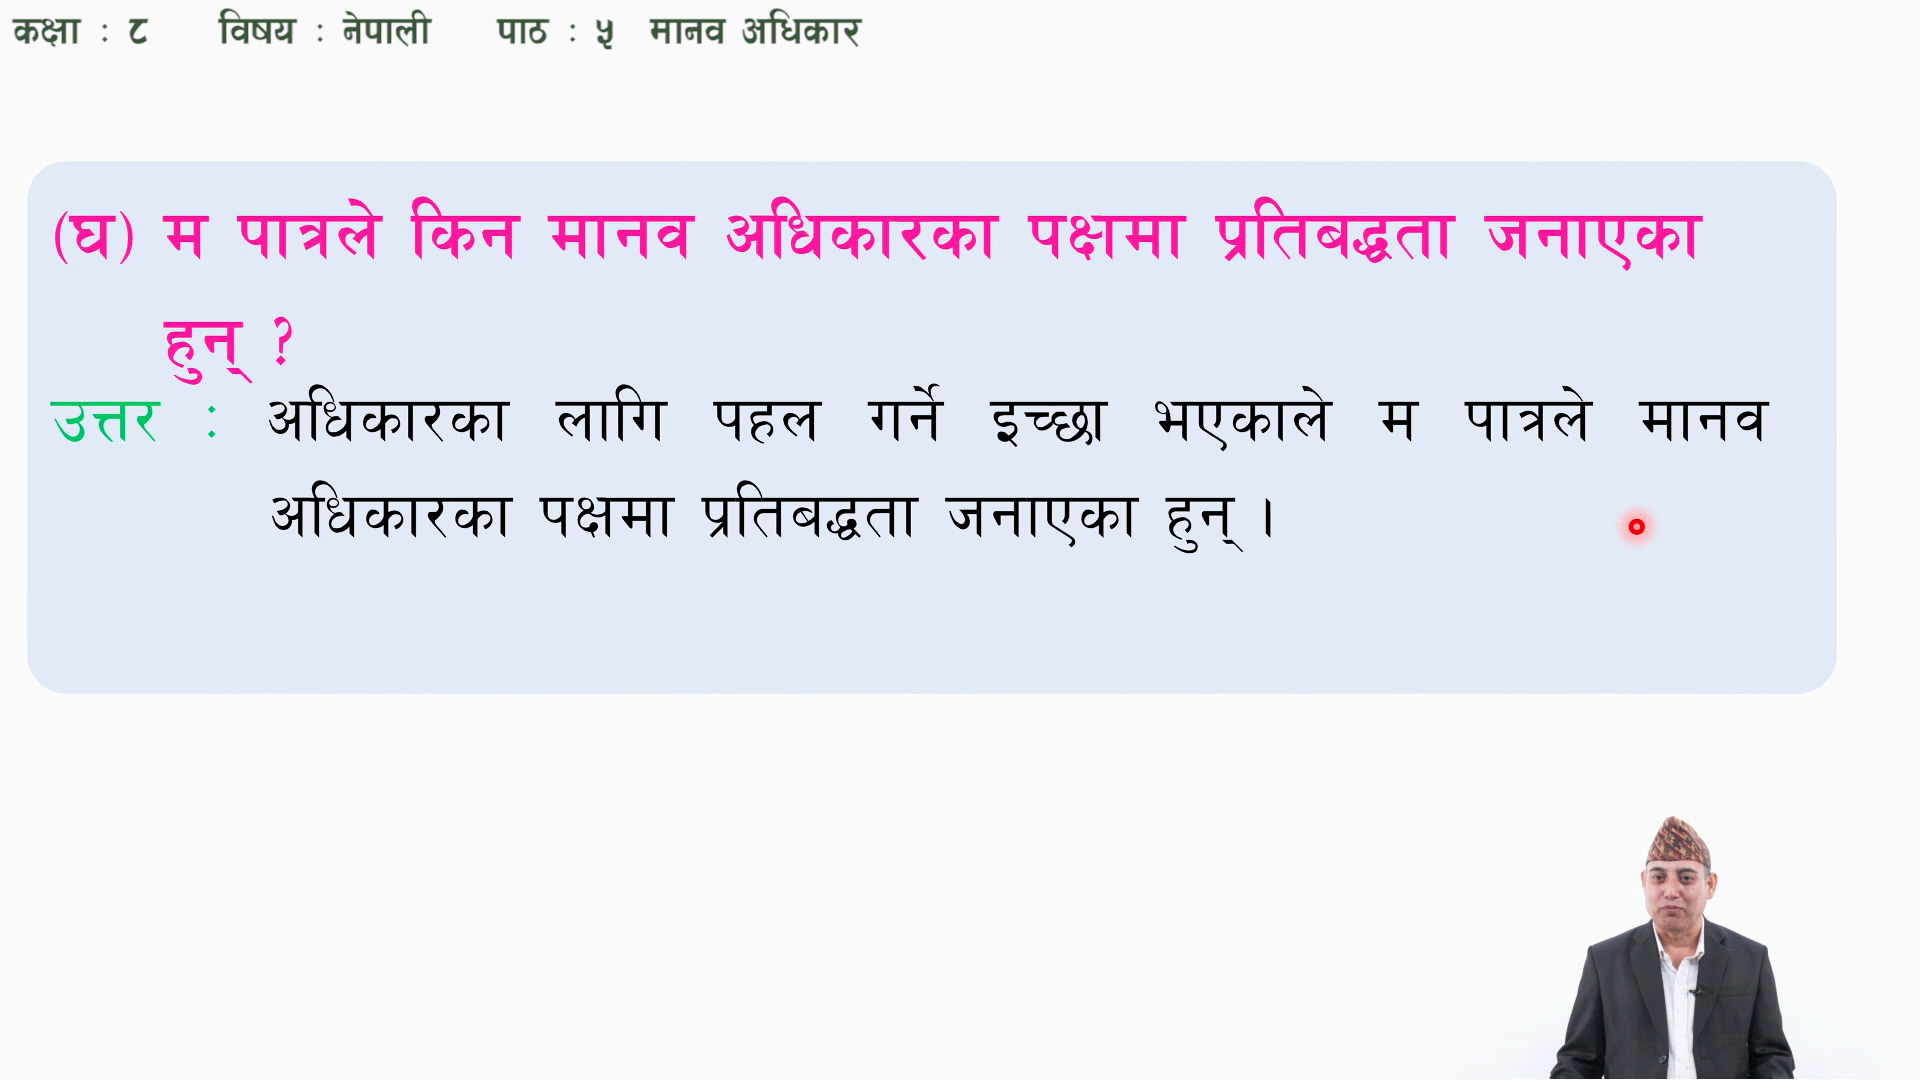 कक्षा : ८ विषय : नेपाली पाठ : ५ मानव अधिकार
(घ) म पात्रले किन मानव अधिकारका पक्षमा प्रतिबद्धता जनाएका
हुन् ?
उत्तर : अधिकारका लागि पहल गर्ने इच्छा भएकाले म पात्रले मानव
अधिकारका पक्षमा प्रतिबद्धता जनाएका हुन् ।